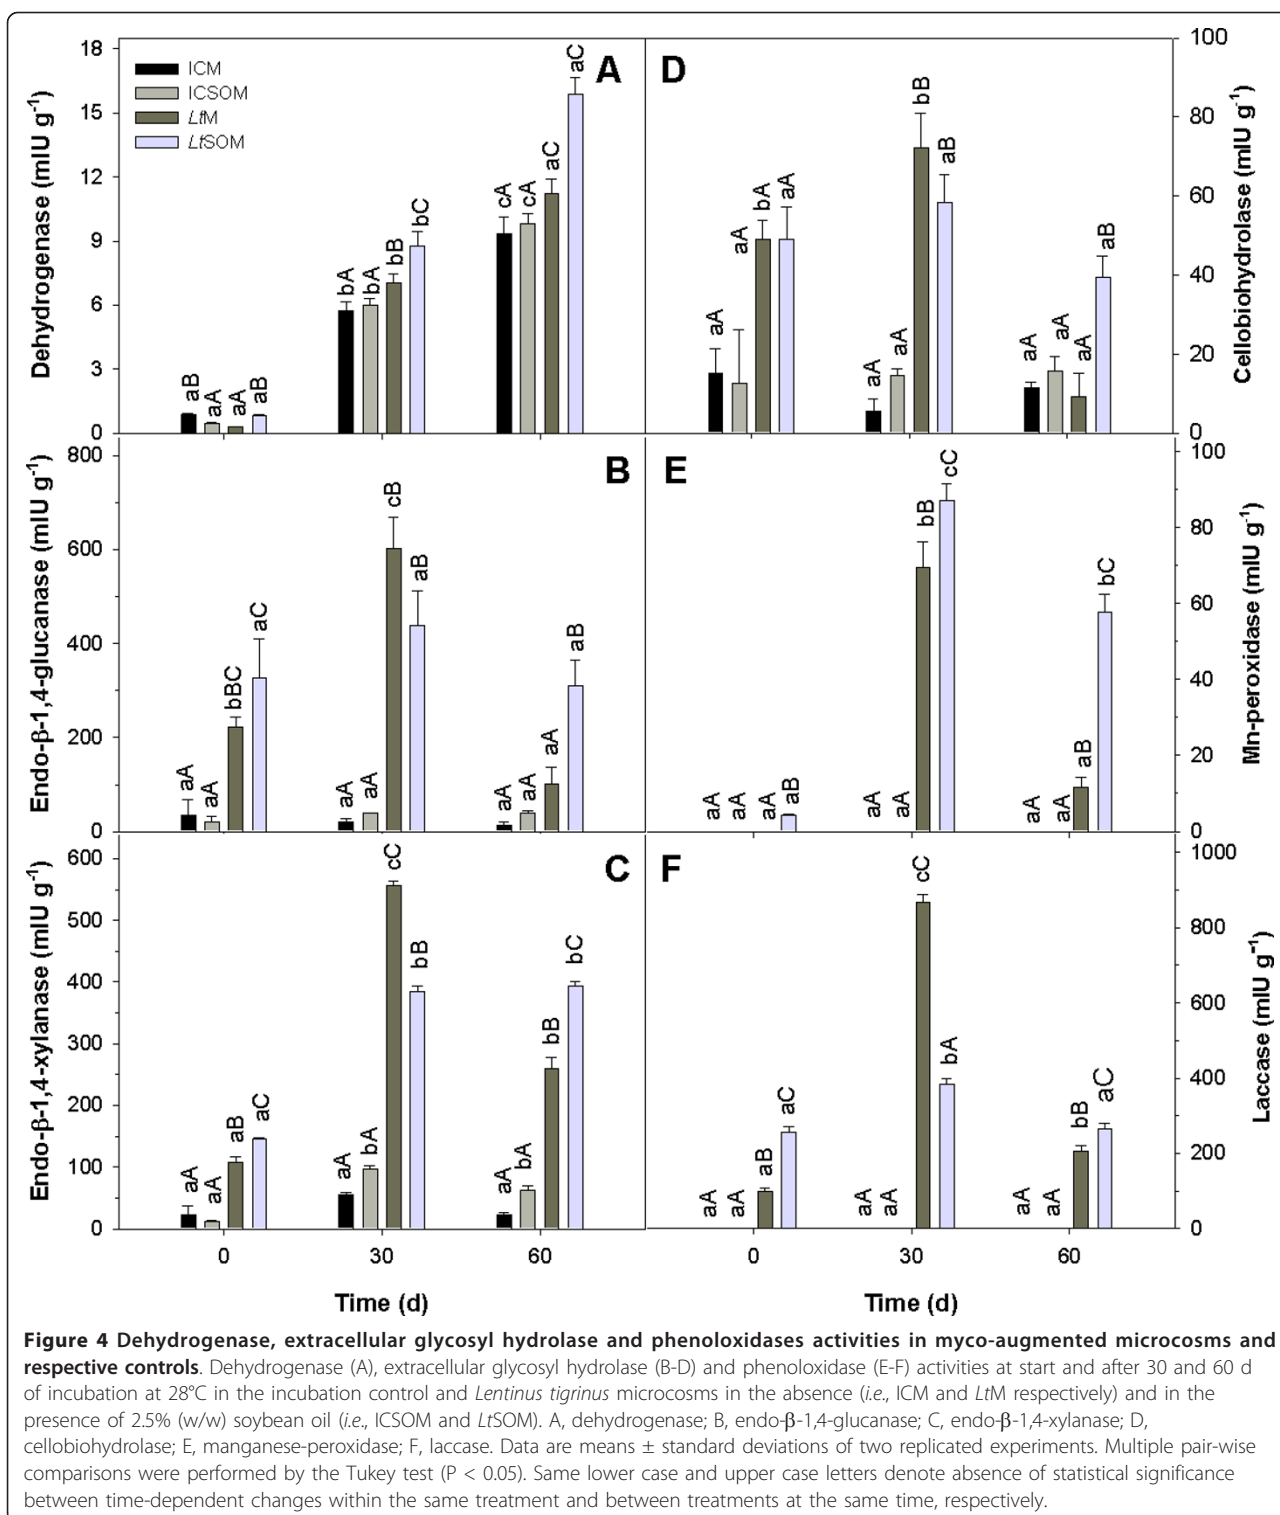 Dehydrogenase (mIU g⁻¹)
18
15
12
9
6
3
0
ICM
ICSOM
LtM
LtSOM
A
aB aA aA aB
bA bA bB bC
cA cA aC aC
D
aA aA bA aA
aA aA bB aB
aA aA aA aB
100
80
60
40
20
0
Cellobiohydrolase (mIU g⁻¹)
Endo-β-1,4-glucanase (mIU g⁻¹)
800
600
400
200
0
B
aA aA bBC aC
aA aA cB aB
aA aA aA aB
E
aA aA aA aB
aA aA bB cC
aA aA aB bC
100
80
60
40
20
0
Mn-peroxidase (mIU g⁻¹)
Endo-β-1,4-xylanase (mIU g⁻¹)
600
500
400
300
200
100
0
C
aA aA aB aC
aA bA cC bB
aA bA bB bC
F
aA aA aB aC
aA aA cC bA
aA aA bB aC
1000
800
600
400
200
0
Laccase (mIU g⁻¹)
0 30 60
0 30 60
Time (d)
Time (d)
Figure 4 Dehydrogenase, extracellular glycosyl hydrolase and phenoloxidases activities in myco-augmented microcosms and
respective controls. Dehydrogenase (A), extracellular glycosyl hydrolase (B-D) and phenoloxidase (E-F) activities at start and after 30 and 60 d
of incubation at 28°C in the incubation control and Lentinus tigrinus microcosms in the absence (i.e., ICM and LtM respectively) and in the
presence of 2.5% (w/w) soybean oil (i.e., ICSOM and LtSOM). A, dehydrogenase; B, endo-β-1,4-glucanase; C, endo-β-1,4-xylanase; D,
cellobiohydrolase; E, manganese-peroxidase; F, laccase. Data are means ± standard deviations of two replicated experiments. Multiple pair-wise
comparisons were performed by the Tukey test (P < 0.05). Same lower case and upper case letters denote absence of statistical significance
between time-dependent changes within the same treatment and between treatments at the same time, respectively.